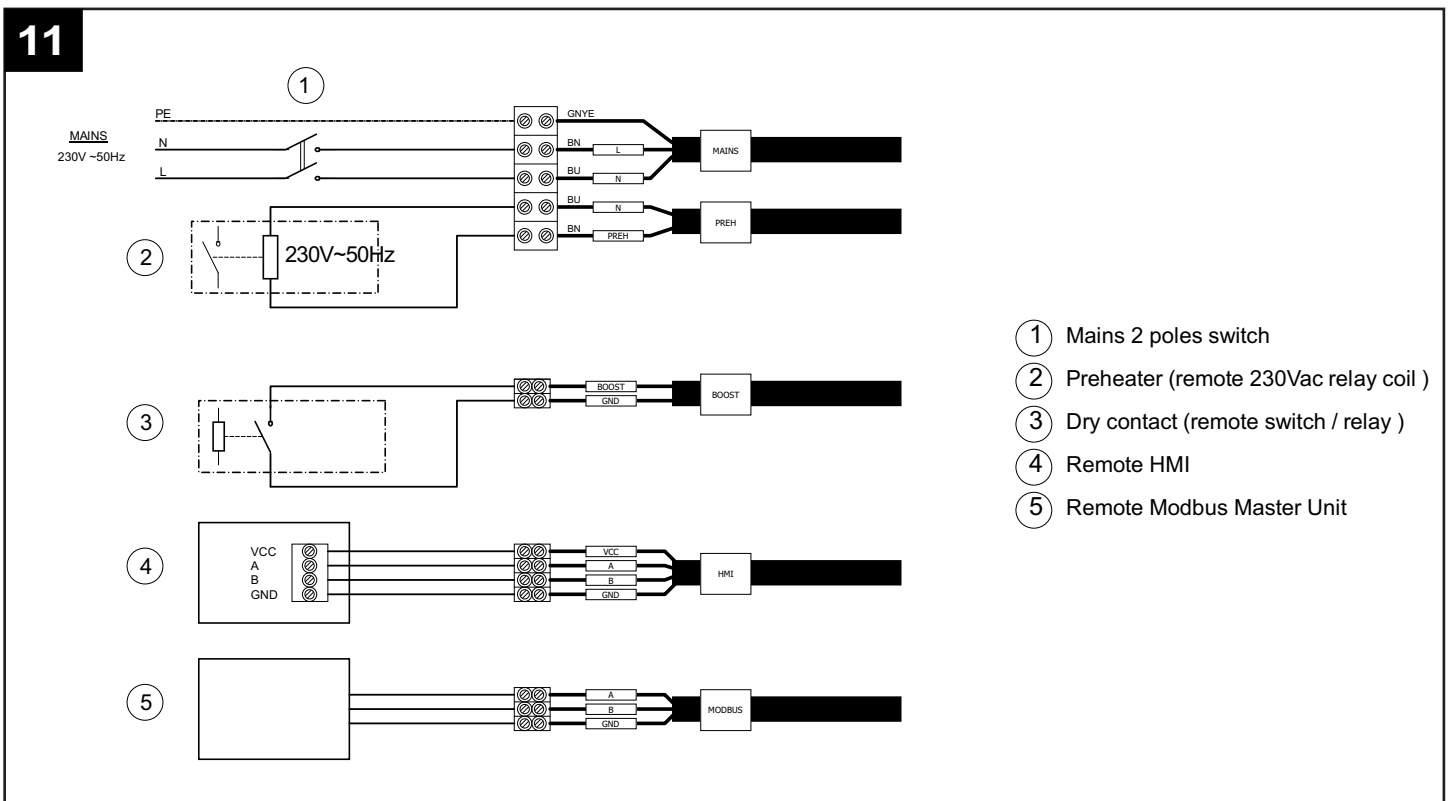 11
1
PE
GNYE
MAINS
230V ~50Hz
N
BN
L
MAINS
L
BU
N
BU
N
PREH
2
230V~50Hz
BN
PREH
3
BOOST
GND
BOOST
4
VCC
A
B
GND
VCC
A
B
GND
HMI
5
A
B
GND
MODBUS
1 Mains 2 poles switch
2 Preheater (remote 230Vac relay coil )
3 Dry contact (remote switch / relay )
4 Remote HMI
5 Remote Modbus Master Unit